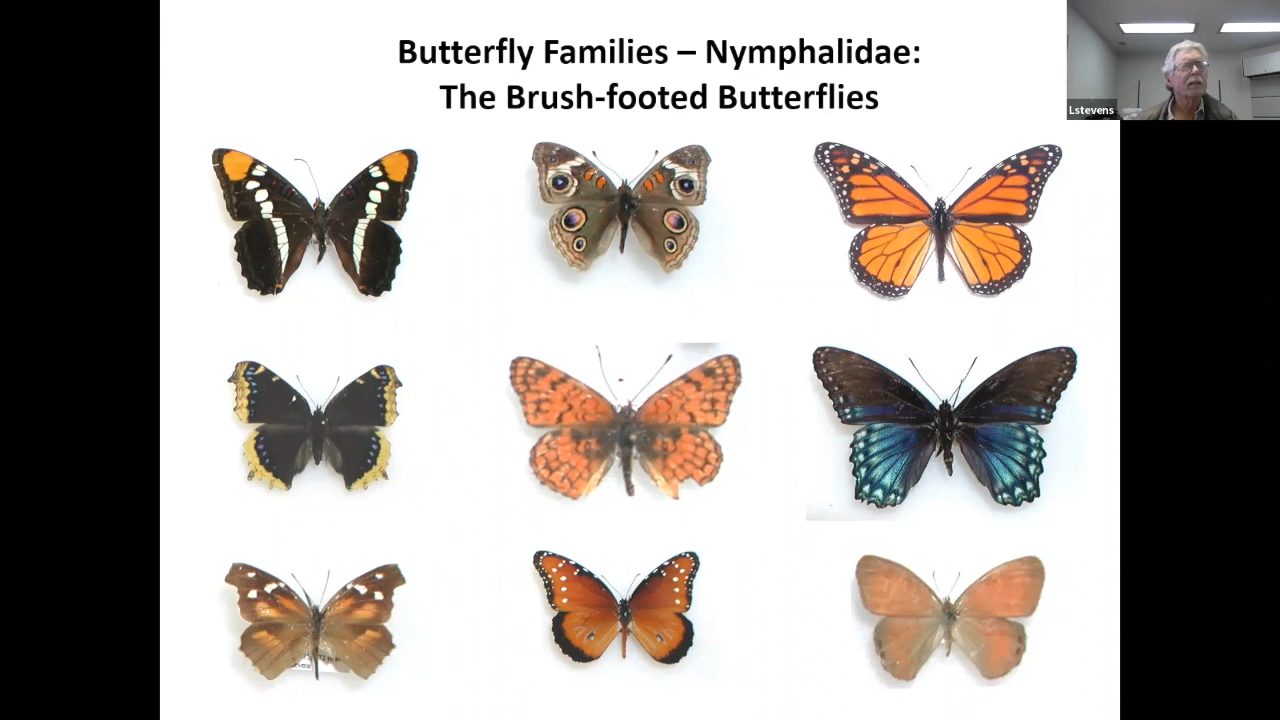 Butterfly Families – Nymphalidae:
The Brush-footed Butterflies
Lstevens